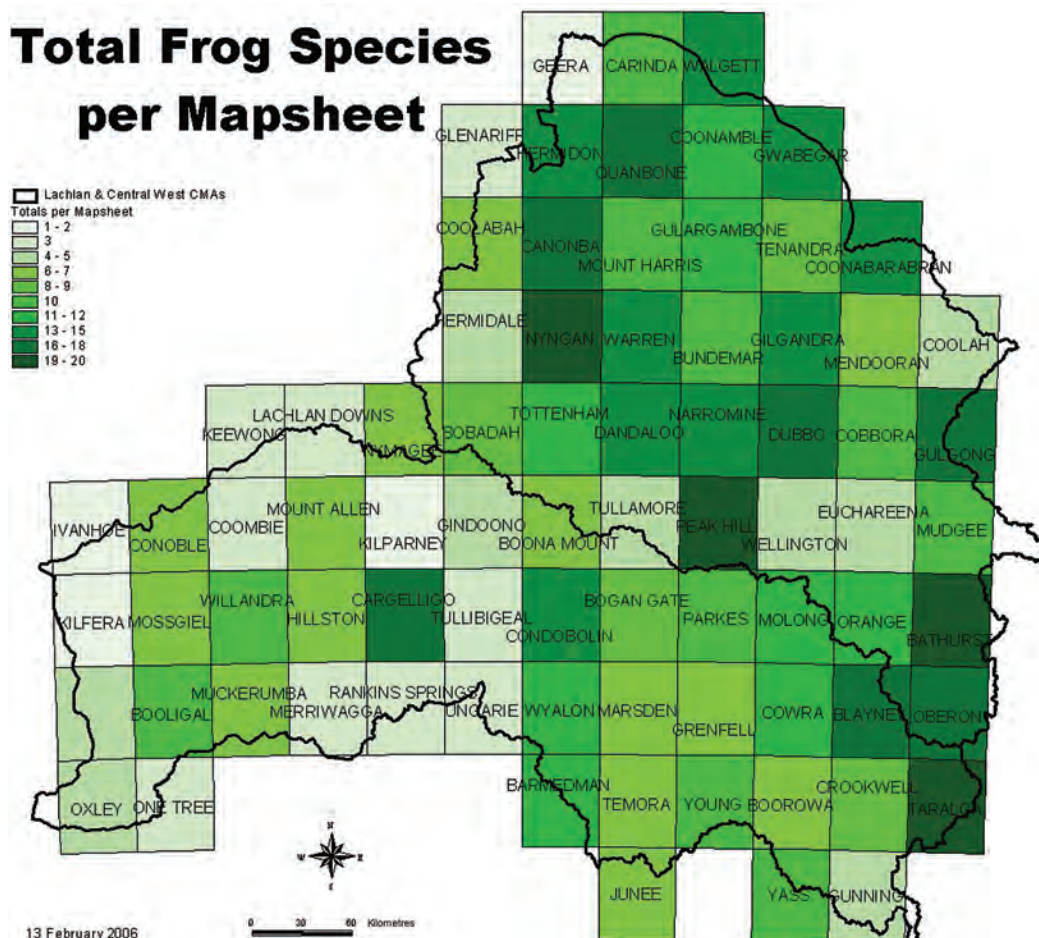 Total Frog Species
per Mapsheet
Lachlan & Central West CMAs
Totals per Mapsheet
1 - 2
3
4 - 5
6 - 7
8 - 9
10
11 - 12
13 - 15
16 - 18
19 - 20
GEERA CARINDA WALGETT
GLENARIFF HERMIDON QUANBONE COONAMBLE GWABEGAR
COOLABAH CANONBA MOUNT HARRIS GULARGAMBONE TENANDRA COONABARABRAN
HERMIDALE NYNGAN WARREN BUNDEMAR GILGANDRA MENDOORAN COOLAH
KEEWONG LACHLAN DOWNS NYMAGEE BOBADAH TOTTENHAM DANDALOO NARROMINE DUBBO COBBORA GULGONG
IVANHOE CONOBLE COOMBIE MOUNT ALLEN KILPARNEY GINDOONO BOONA MOUNT TULLAMORE PEAK HILL WELLINGTON EUCHAREENA MUDGEE
KILFERA MOSSGIEL WILLANDRA HILLSTON CARGELLIGO TULLIBIGEAL CONDOBOLIN BOGAN GATE PARKES MOLONG ORANGE BATHURST
BOOLIGAL MUCKERUMBA MERRIWAGGA RANKINS SPRINGS UNGARIE WYALON MARSDEN GRENFELL COWRA BLAYNEY OBERON
OXLEY ONE TREE BARMEDMAN TEMORA YOUNG BOOROWA CROOKWELL TARALGA
JUNEE YASS GUNNING
N
W E
S
0 30 60 Kilometres
13 February 2006